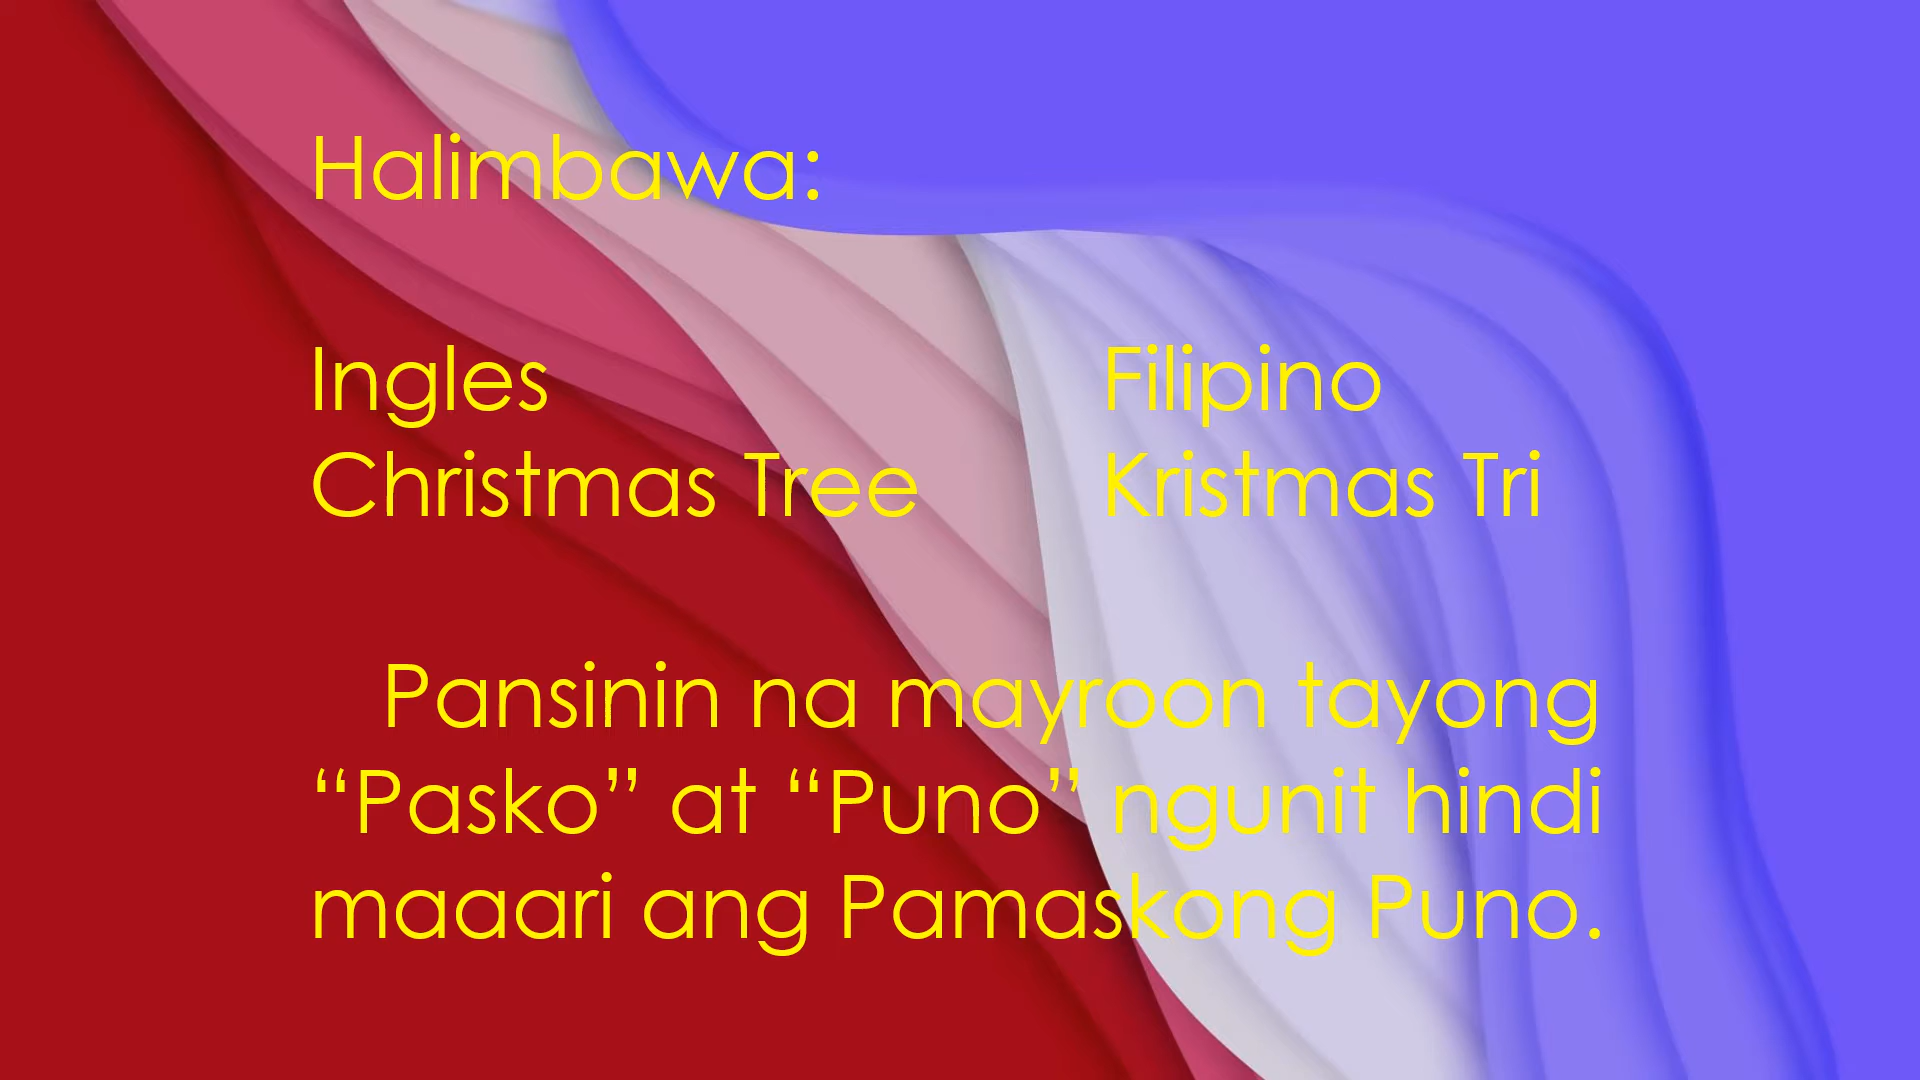 Halimbawa:
Ingles Filipino
Christmas Tree Kristmas Tri
Pansinin na mayroon tayong
“Pasko” at “Puno” ngunit hindi
maaari ang Pamaskong Puno.